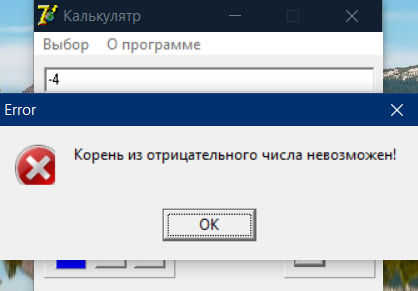 Калькулятр
Выбор О программе
-4
Error
Корень из отрицательного числа невозможен!
OK